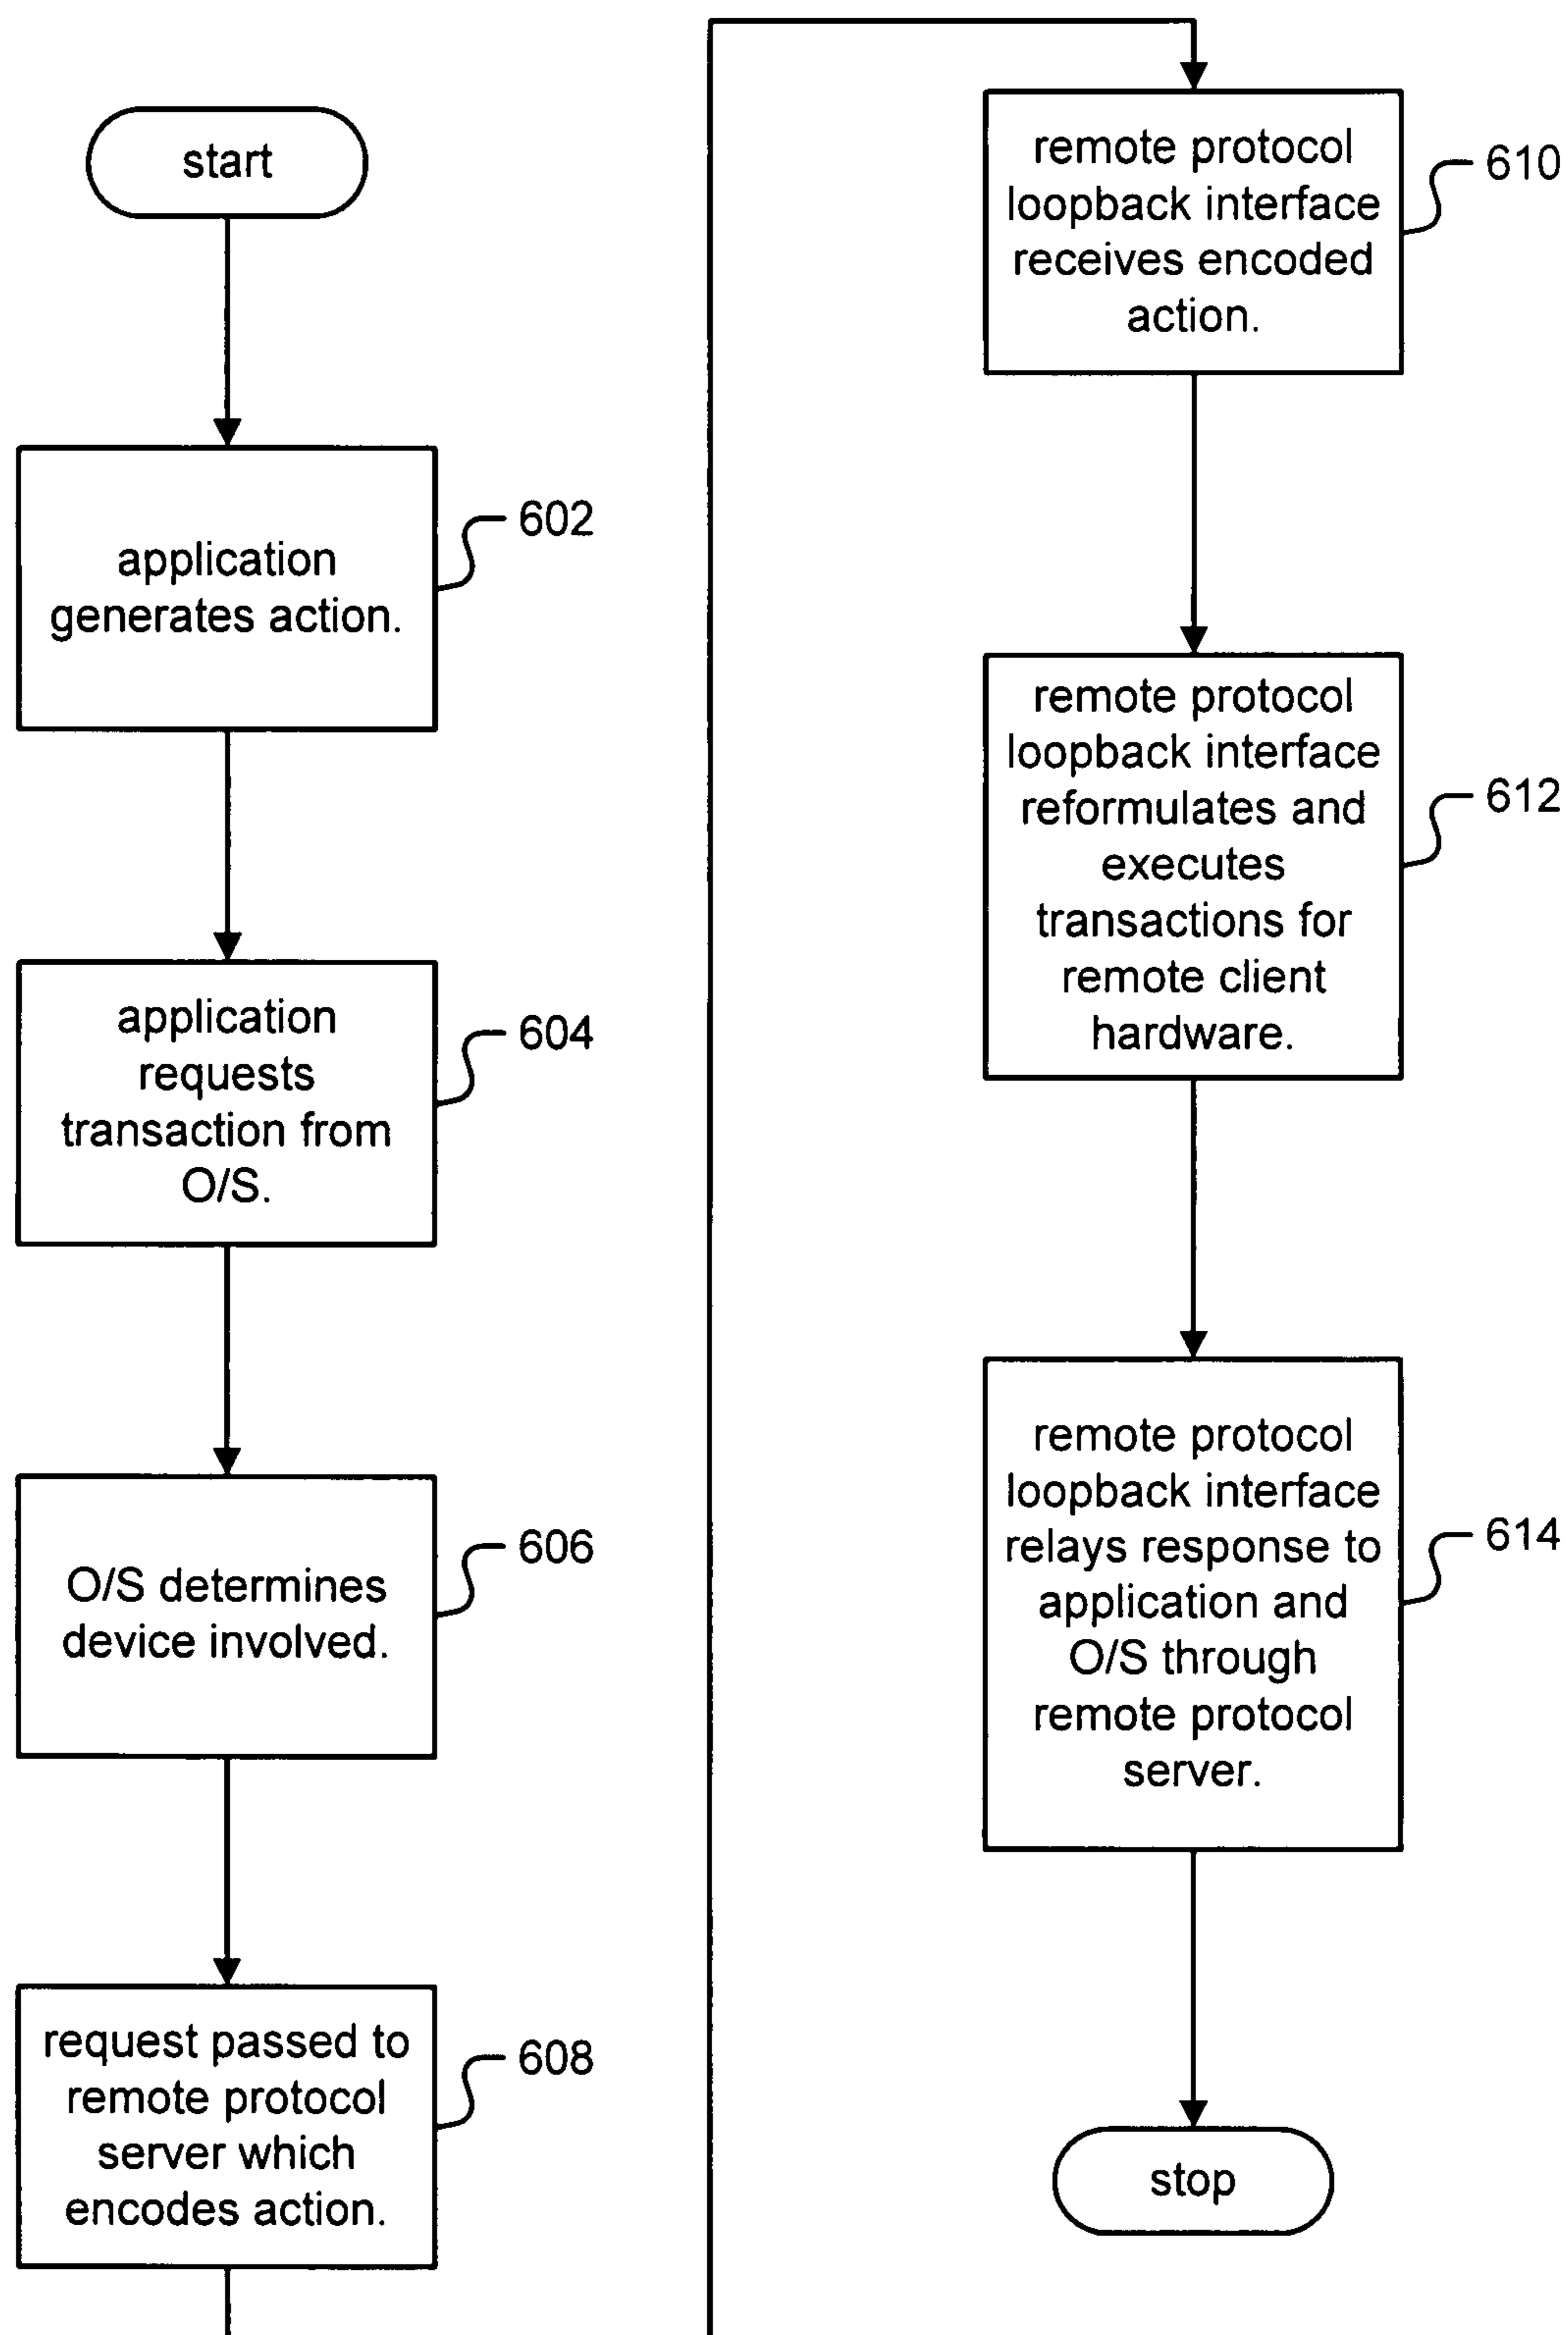 start
application
generates action.
602
application
requests
transaction from
O/S.
604
O/S determines
device involved.
606
request passed to
remote protocol
server which
encodes action.
608
remote protocol
loopback interface
receives encoded
action.
610
remote protocol
loopback interface
reformulates and
executes
transactions for
remote client
hardware.
612
remote protocol
loopback interface
relays response to
application and
O/S through
remote protocol
server.
614
stop